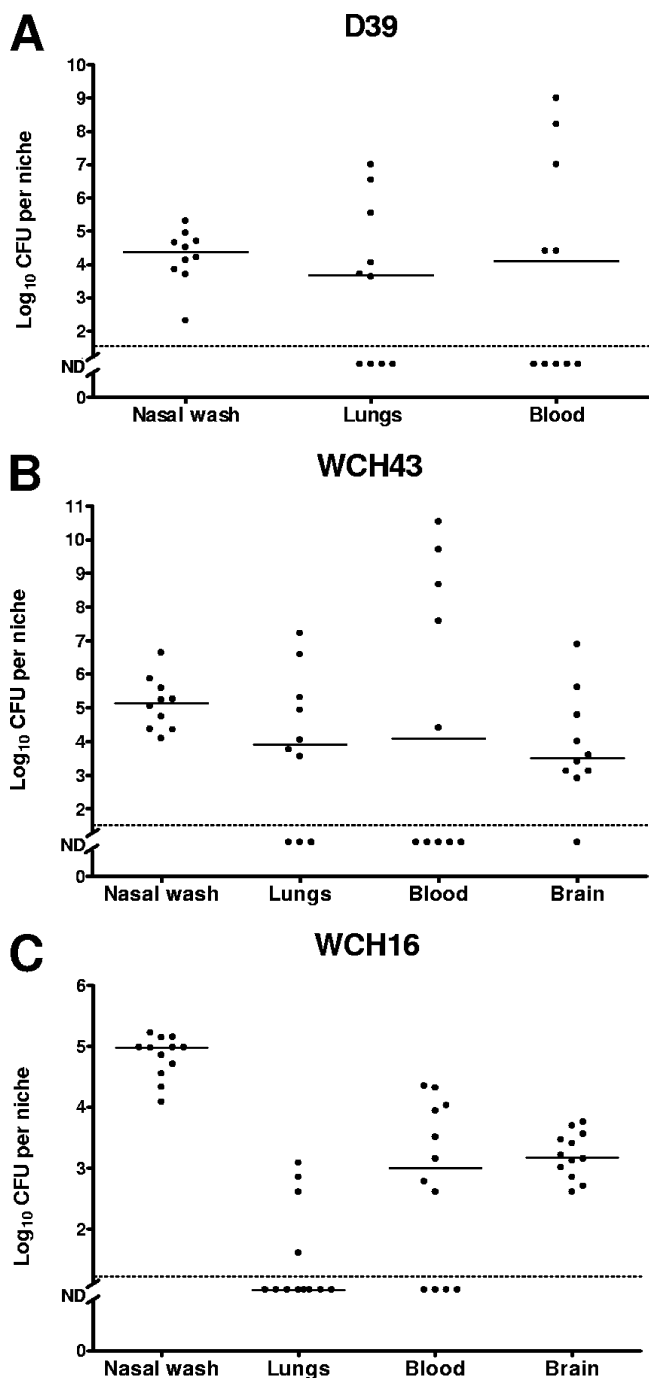 A
D39
Log10 CFU per niche
10
9
8
7
6
5
4
3
2
ND
0
Nasal wash Lungs Blood
B
WCH43
Log10 CFU per niche
11
10
9
8
7
6
5
4
3
2
ND
0
Nasal wash Lungs Blood Brain
C
WCH16
Log10 CFU per niche
6
5
4
3
2
ND
0
Nasal wash Lungs Blood Brain